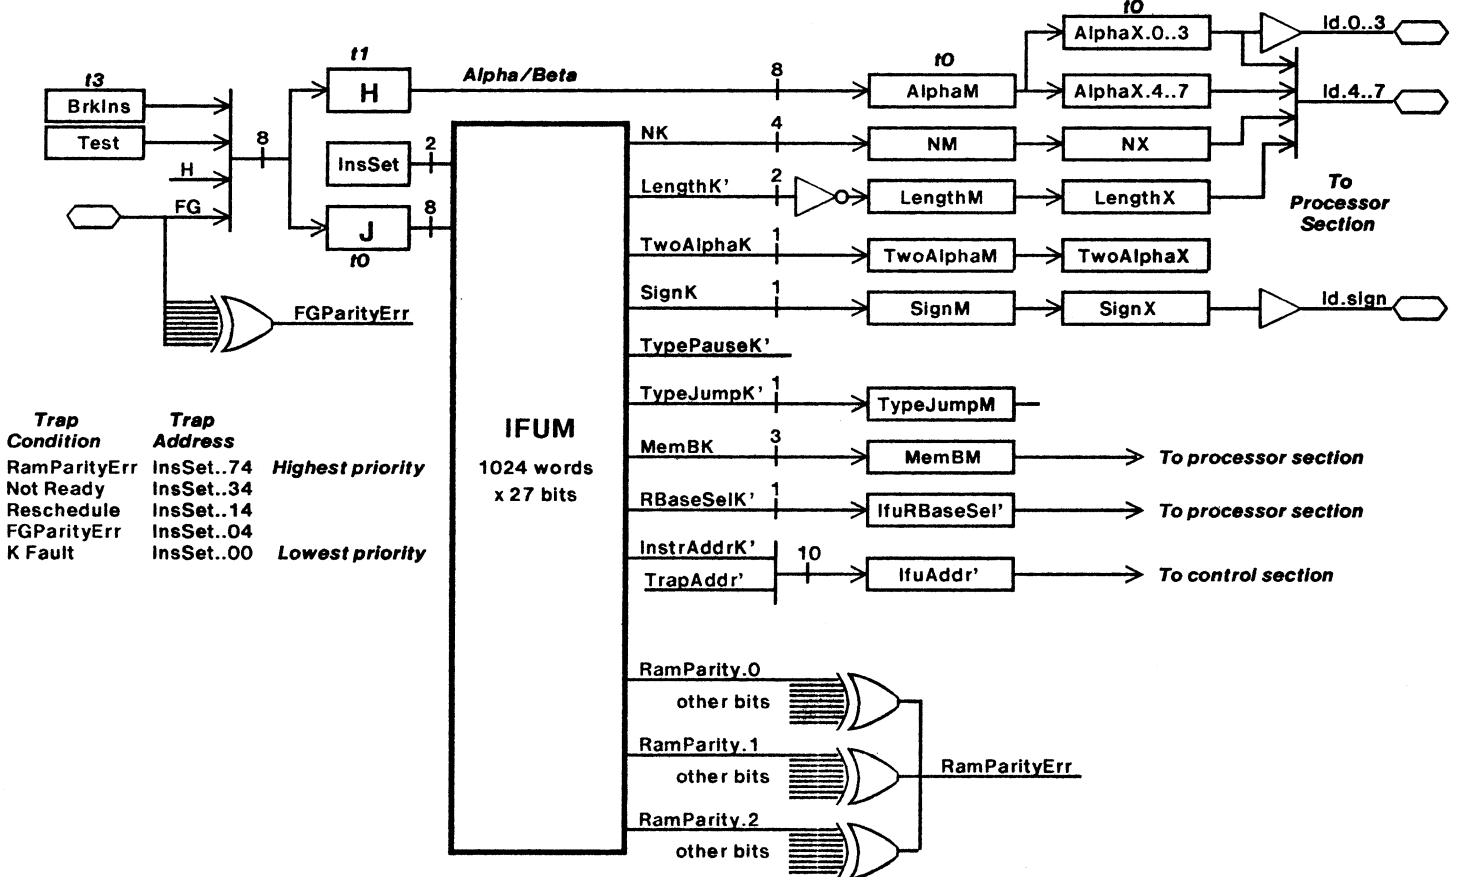 t0
t1
t0
AlphaX.0..3
Id.0..3
t3
H
Alpha/Beta
8
AlphaM
AlphaX.4..7
Id.4..7
BrkIns
Test
8
H
FG
InsSet
2
J
8
t0
NK
4
NM
NX
LengthK'
2
LengthM
LengthX
To
Processor
Section
TwoAlphaK
1
TwoAlphaM
TwoAlphaX
SignK
1
SignM
SignX
Id.sign
FGParityErr
TypePauseK'
TypeJumpK'
1
TypeJumpM
IFUM
1024 words
x 27 bits
MemBK
3
MemBM
To processor section
RBaseSelK'
1
IfuRBaseSel'
To processor section
InstrAddrK'
TrapAddr'
10
IfuAddr'
To control section
Trap Trap
Condition Address
RamParityErr InsSet..74 Highest priority
Not Ready InsSet..34
Reschedule InsSet..14
FGParityErr InsSet..04
K Fault InsSet..00 Lowest priority
RamParity.0
other bits
RamParity.1
other bits
RamParityErr
RamParity.2
other bits